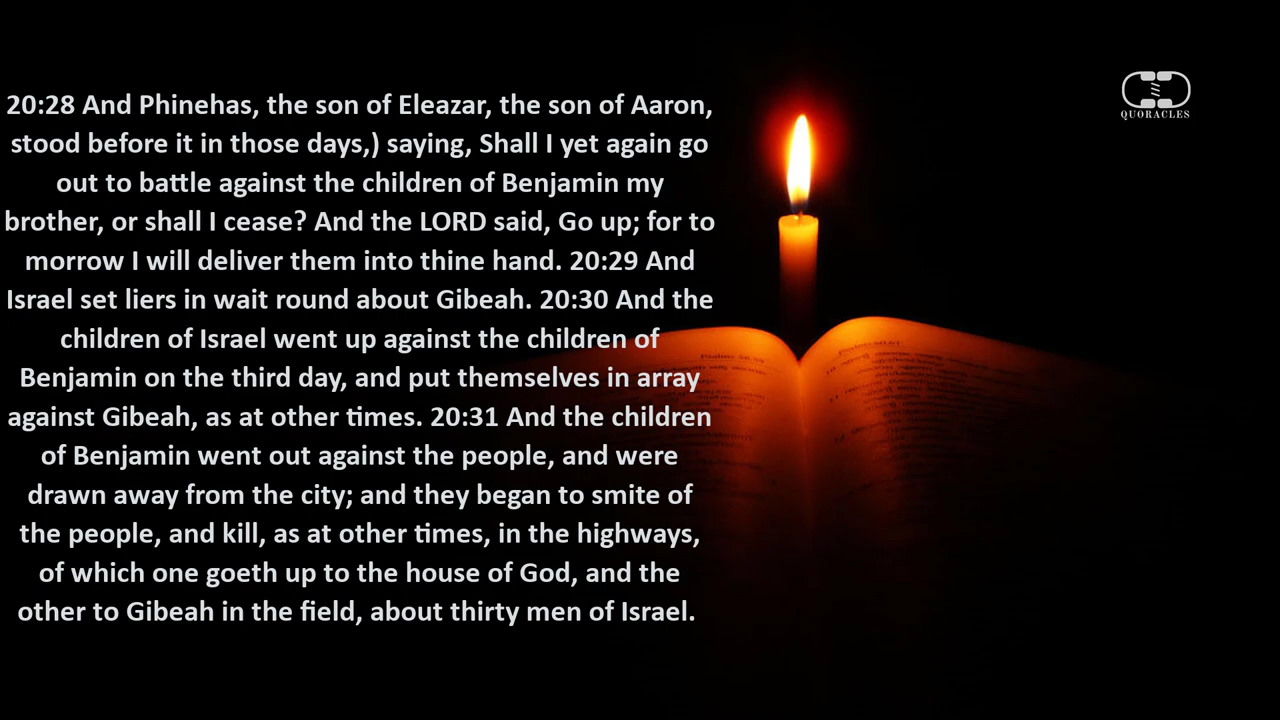 20:28 And Phinehas, the son of Eleazar, the son of Aaron,
stood before it in those days,) saying, Shall I yet again go
out to battle against the children of Benjamin my
brother, or shall I cease? And the LORD said, Go up; for to
morrow I will deliver them into thine hand. 20:29 And
Israel set liers in wait round about Gibeah. 20:30 And the
children of Israel went up against the children of
Benjamin on the third day, and put themselves in array
against Gibeah, as at other times. 20:31 And the children
of Benjamin went out against the people, and were
drawn away from the city; and they began to smite of
the people, and kill, as at other times, in the highways,
of which one goeth up to the house of God, and the
other to Gibeah in the field, about thirty men of Israel.
QUORACLES